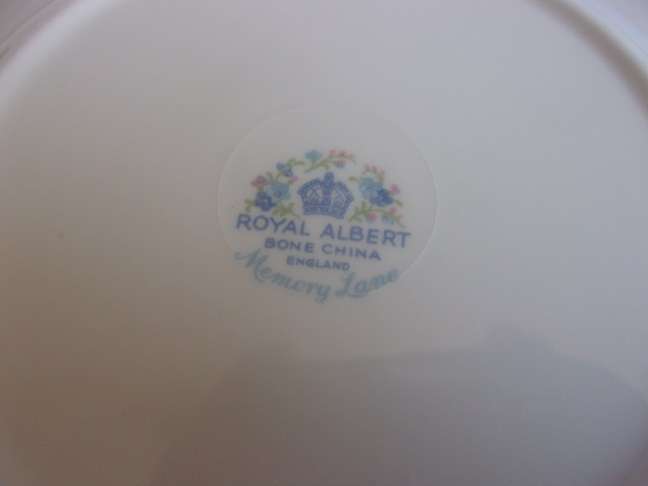 ROYAL ALBERT
BONE CHINA
ENGLAND
Memory Lane